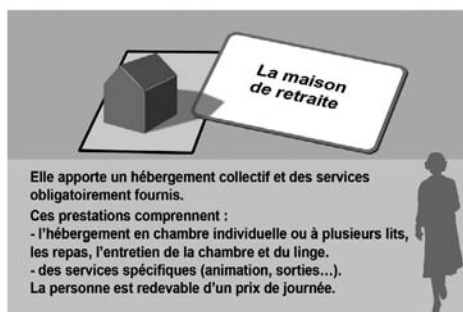 La maison
de retraite
Elle apporte un hébergement collectif et des services
obligatoirement fournis.
Ces prestations comprennent :
- l'hébergement en chambre individuelle ou à plusieurs lits,
les repas, l'entretien de la chambre et du linge.
- des services spécifiques (animation, sorties…).
La personne est redevable d'un prix de journée.